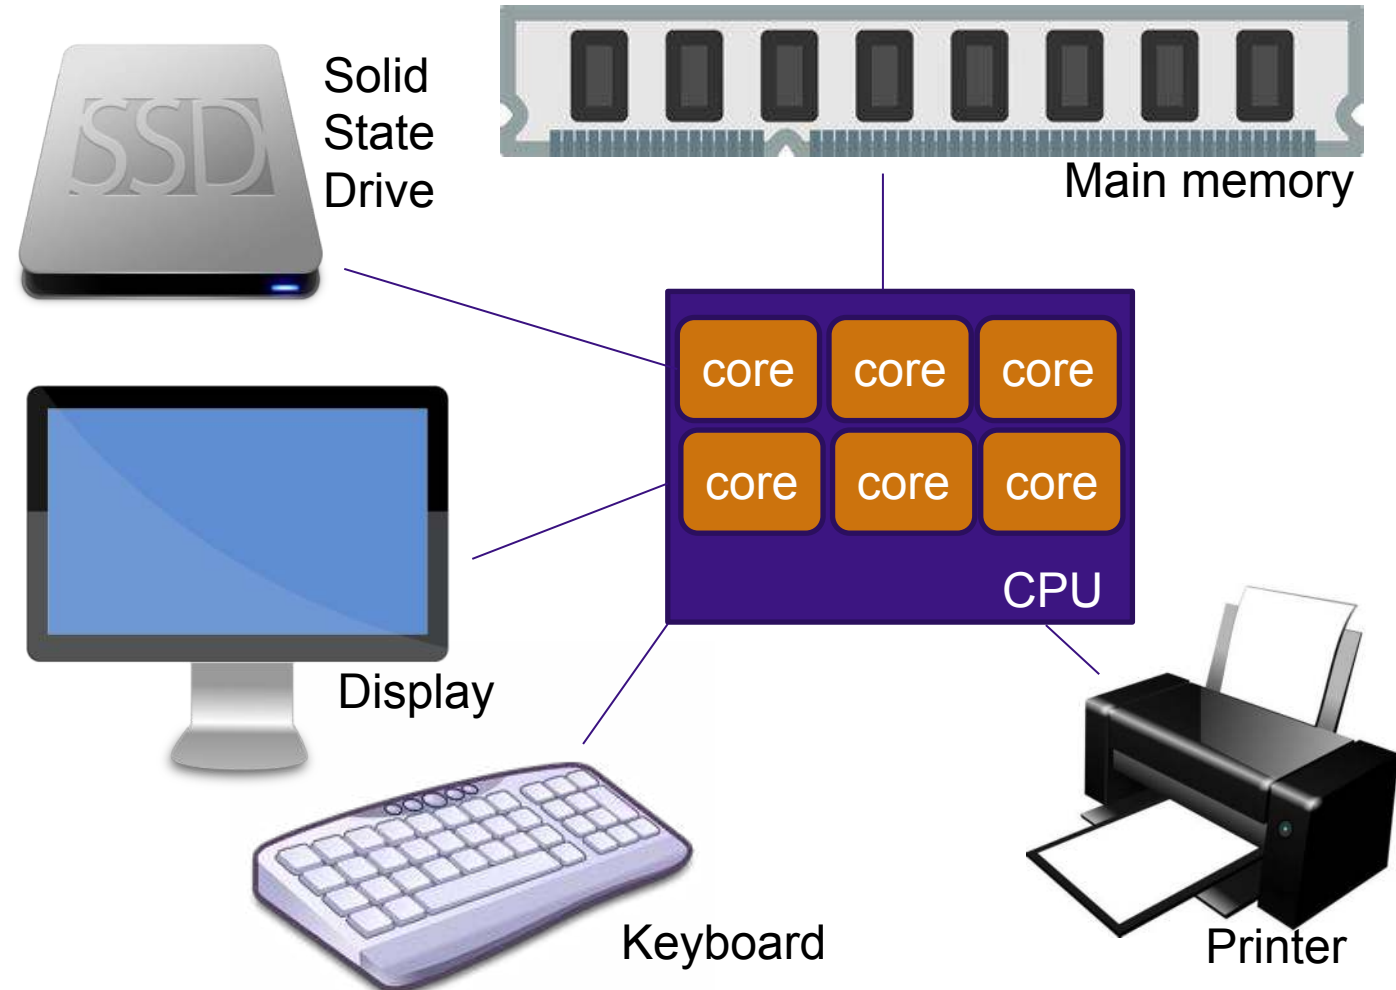 SSD
Solid
State
Drive
Main memory
core core core
core core core
CPU
Display
Keyboard
Printer